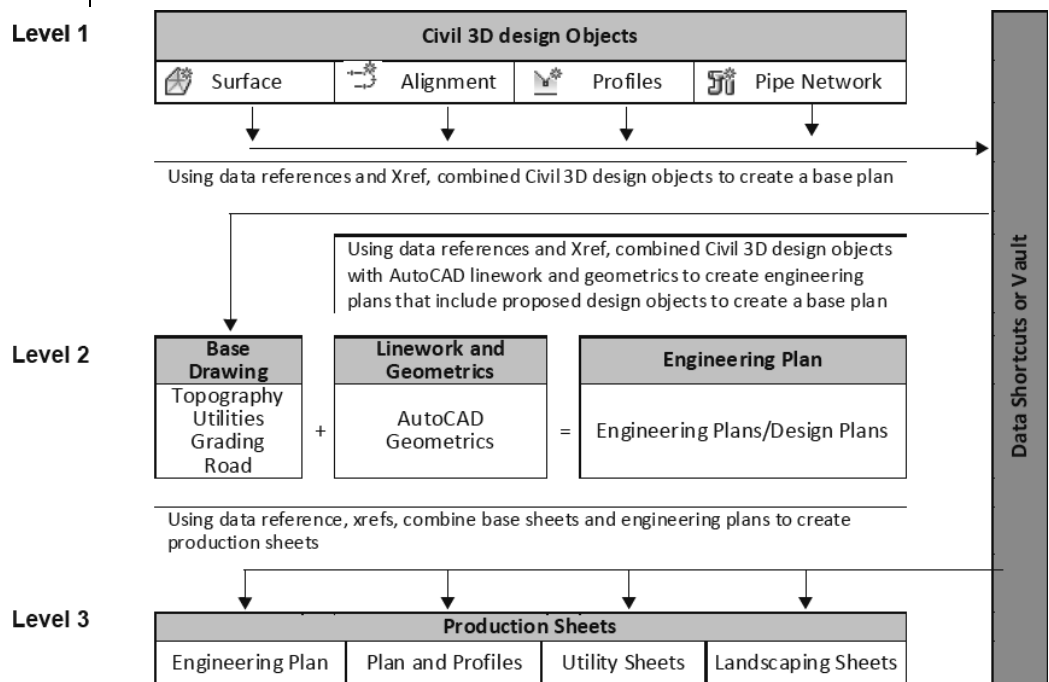 Level 1
Civil 3D design Objects
Surface
Alignment
Profiles
Pipe Network
Using data references and Xref, combined Civil 3D design objects to create a base plan
Using data references and Xref, combined Civil 3D design objects
with AutoCAD linework and geometrics to create engineering
plans that include proposed design objects to create a base plan
Level 2
Base
Drawing
Topography
Utilities
Grading
Road
+
Linework and
Geometrics
AutoCAD
Geometrics
=
Engineering Plan
Engineering Plans/Design Plans
Using data reference, xrefs, combine base sheets and engineering plans to create
production sheets
Level 3
Production Sheets
Engineering Plan
Plan and Profiles
Utility Sheets
Landscaping Sheets
Data Shortcuts or Vault